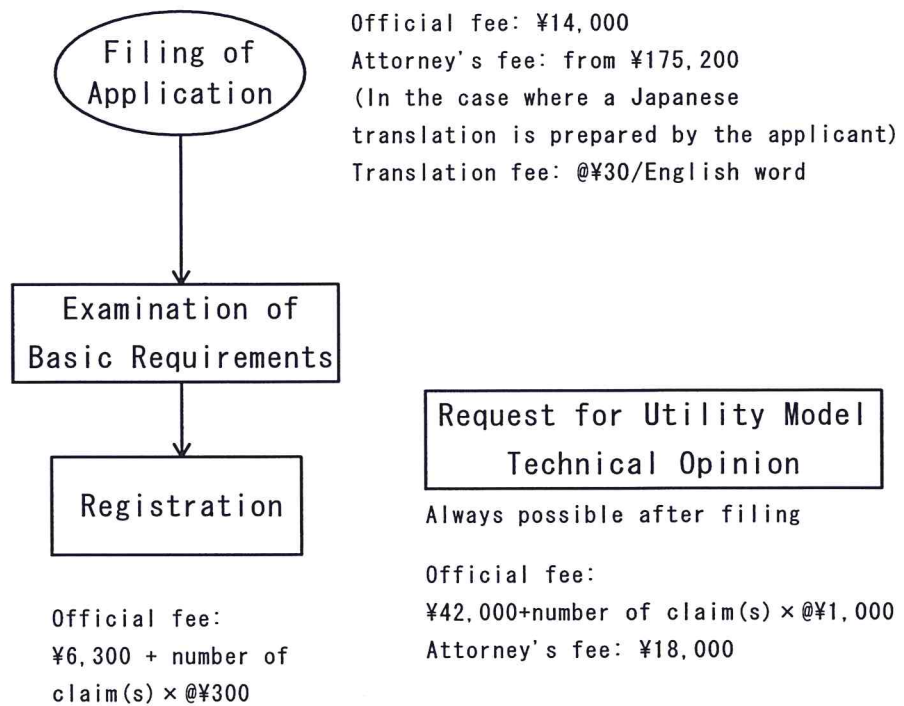 Filing of
Application
Official fee: ¥14,000
Attorney's fee: from ¥175,200
(In the case where a Japanese
translation is prepared by the applicant)
Translation fee: @¥30/English word
Examination of
Basic Requirements
Registration
Official fee:
¥6,300 + number of
claim(s) × @¥300
Request for Utility Model
Technical Opinion
Always possible after filing
Official fee:
¥42,000+number of claim(s) × @¥1,000
Attorney's fee: ¥18,000